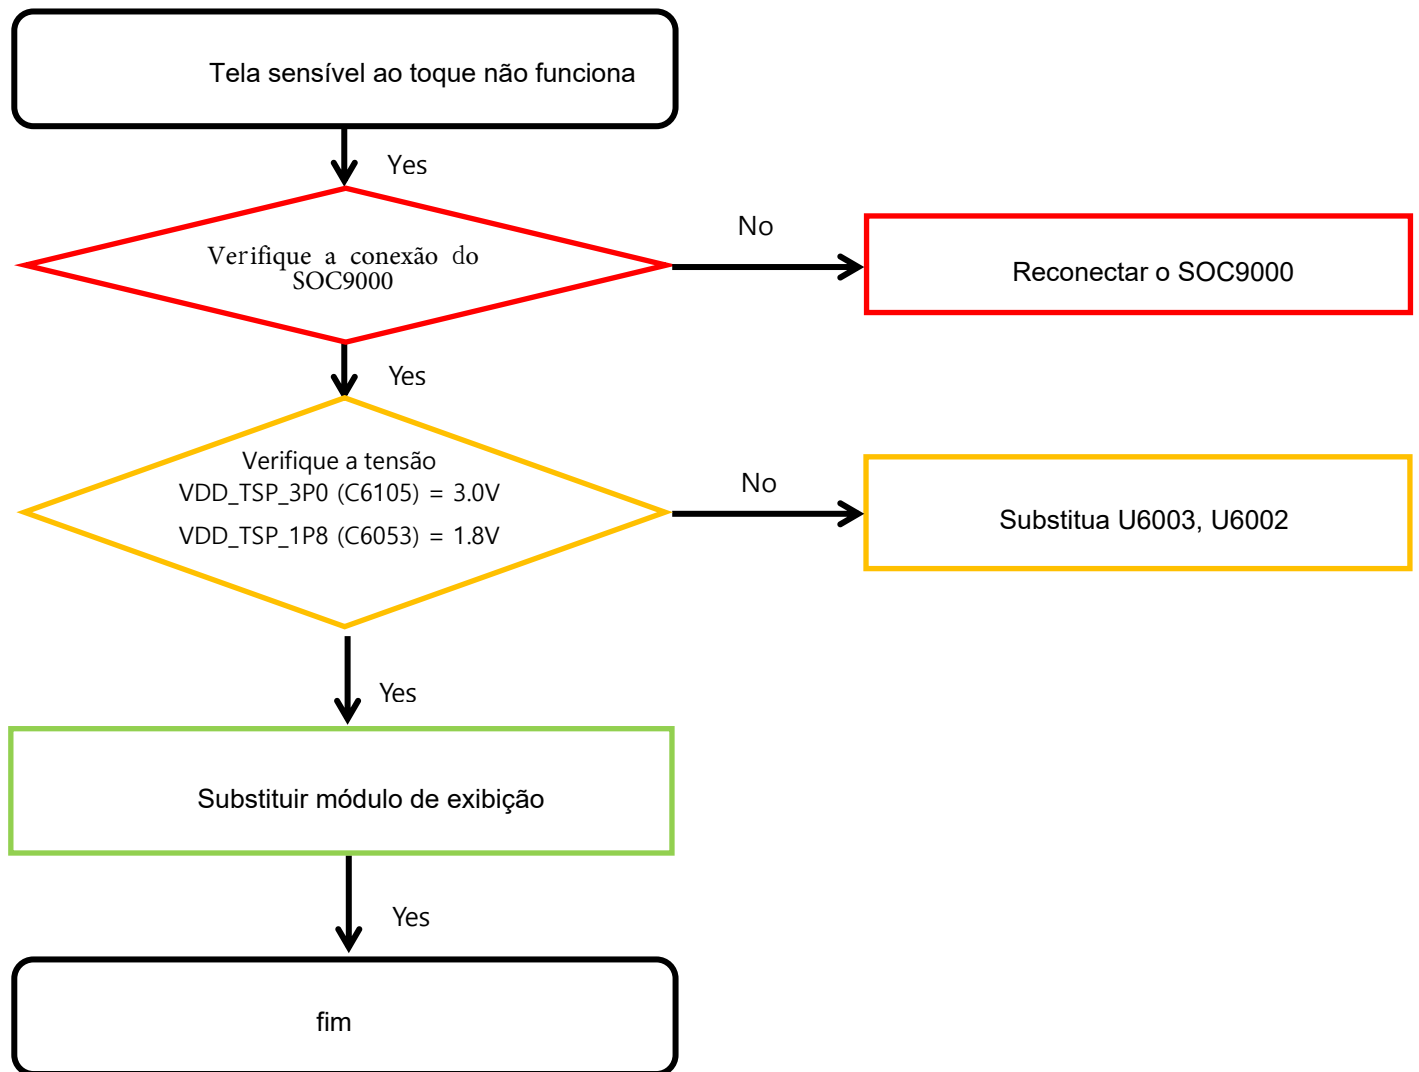 Tela sensível ao toque não funciona
Yes
Verifique a conexão do
SOC9000
No
Reconectar o SOC9000
Yes
Verifique a tensão
VDD_TSP_3P0 (C6105) = 3.0V
VDD_TSP_1P8 (C6053) = 1.8V
No
Substitua U6003, U6002
Yes
Substituir módulo de exibição
Yes
fim